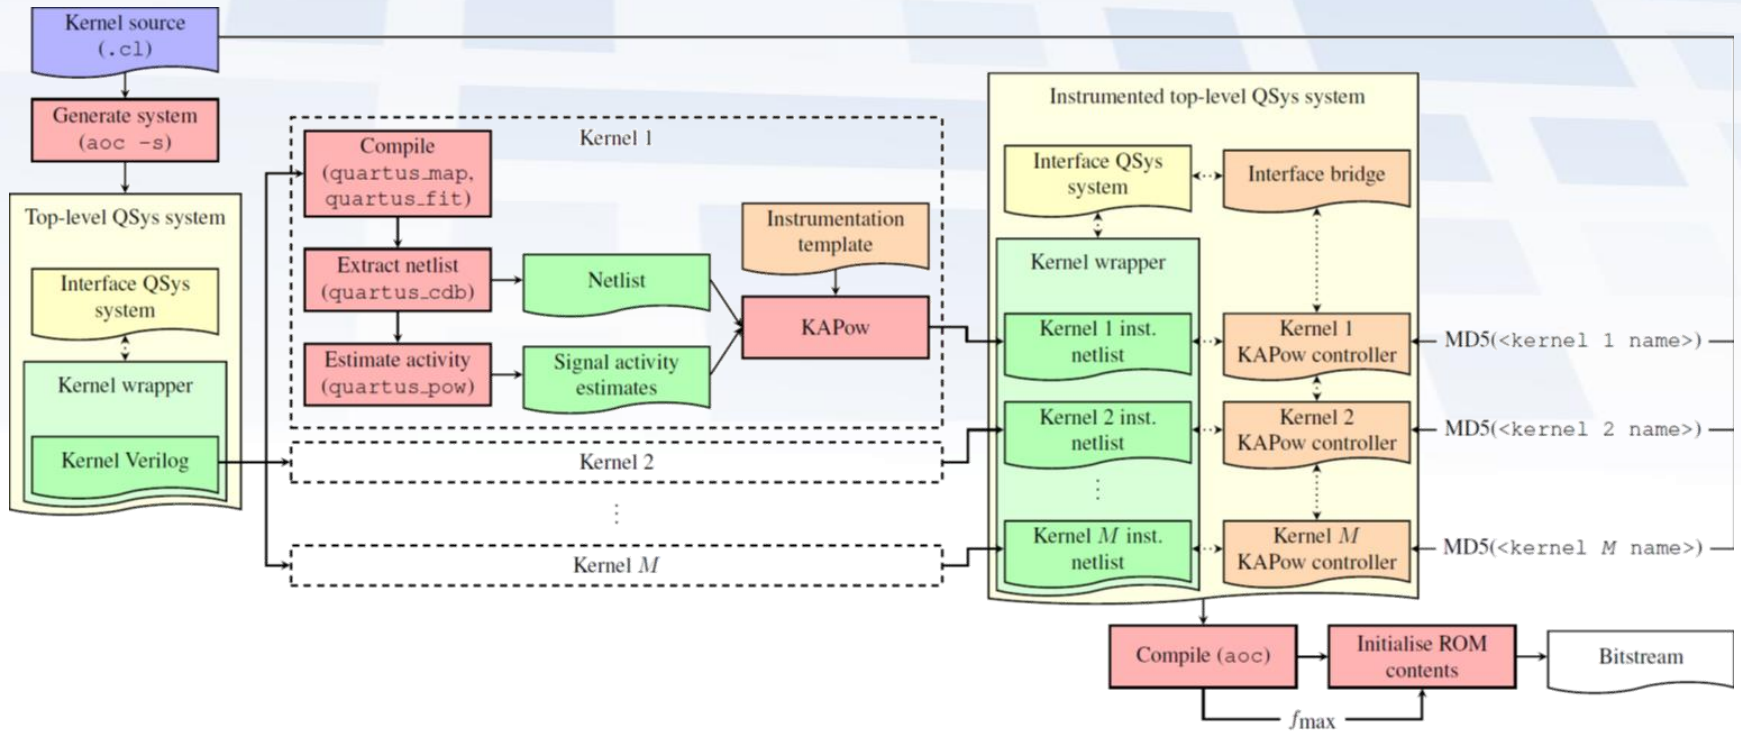 Kernel source
(.cl)
Generate system
(aoc -s)
Top-level QSys system
Interface QSys
system
Kernel wrapper
Kernel Verilog
Kernel 1
Compile
(quartus_map,
quartus_fit)
Extract netlist
(quartus_cdb)
Estimate activity
(quartus_pow)
Netlist
Signal activity
estimates
Instrumentation
template
KAPow
Kernel 2
⋮
Kernel M
Instrumented top-level QSys system
Interface QSys
system
Interface bridge
Kernel wrapper
Kernel 1 inst.
netlist
Kernel 1
KAPow controller
MD5(<kernel 1 name>)
Kernel 2 inst.
netlist
Kernel 2
KAPow controller
MD5(<kernel 2 name>)
⋮
Kernel M inst.
netlist
Kernel M
KAPow controller
MD5(<kernel M name>)
Compile (aoc)
Initialise ROM
contents
Bitstream
fmax